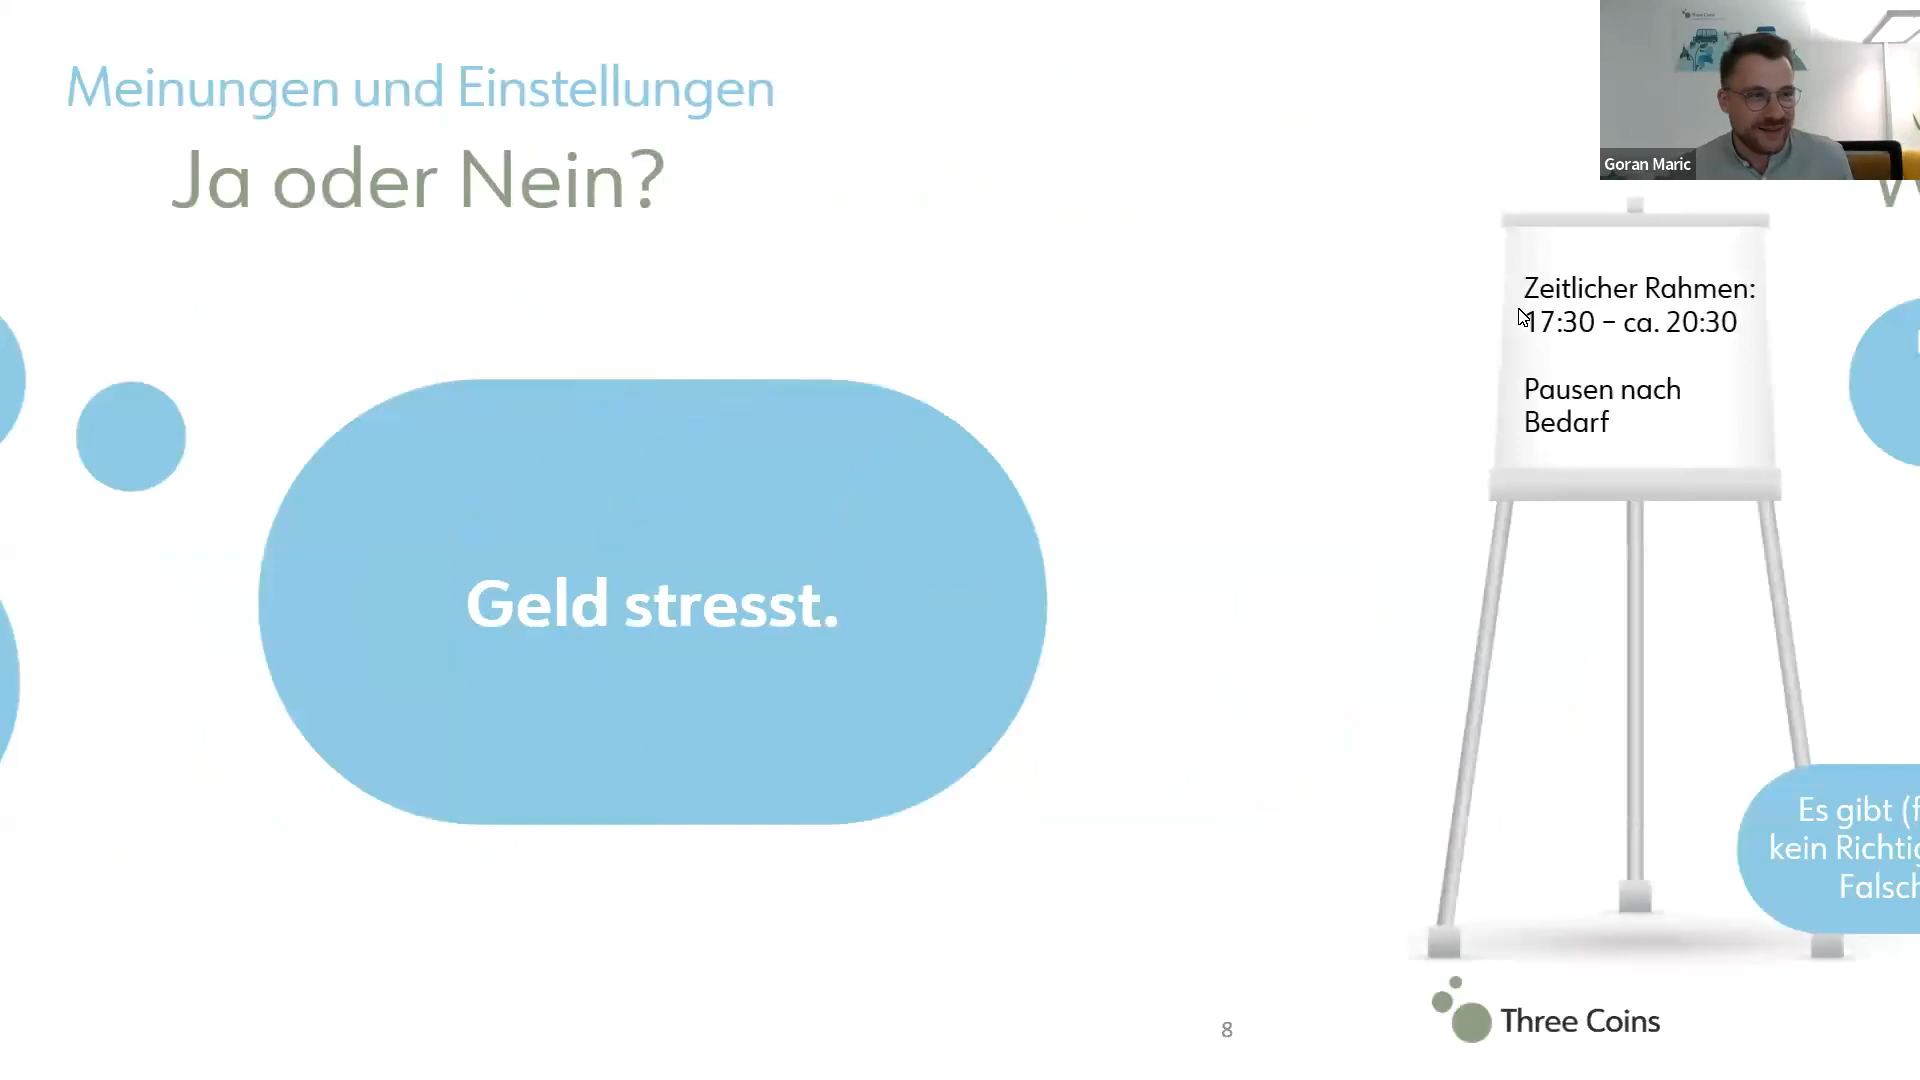 Meinungen und Einstellungen
Ja oder Nein?
Goran Maric
Zeitlicher Rahmen:
17:30 – ca. 20:30
Pausen nach
Bedarf
Geld stresst.
Es gibt
kein
8
Three Coins